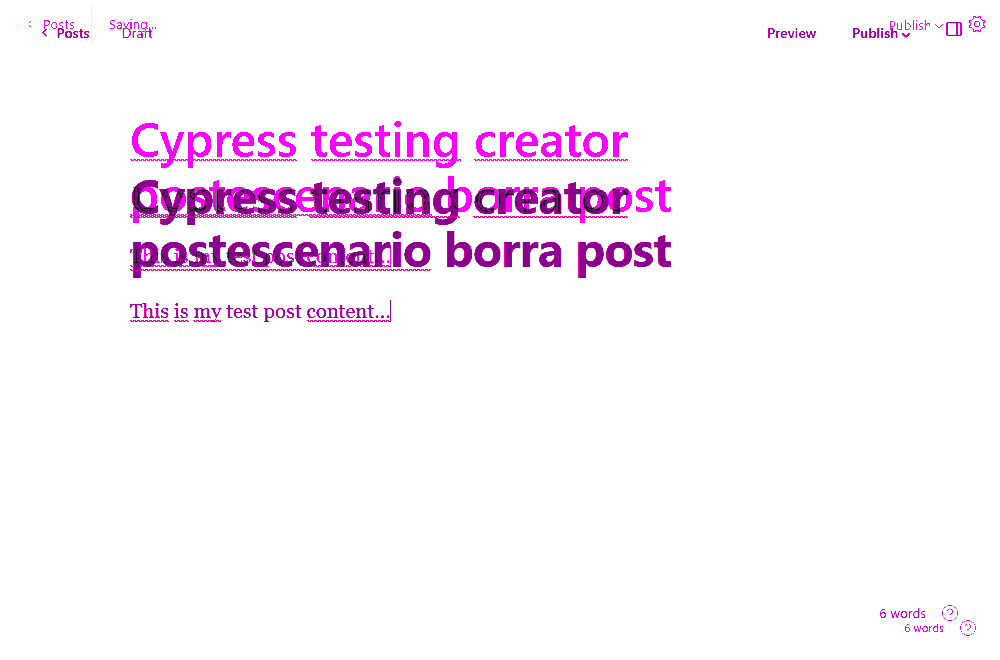 Posts Saving... Publish
Posts Draft Preview Publish
Cypress testing creator
postescenario borra post
Cypress testing creator
postescenario borra post
This is my test post content...
This is my test post content...
6 words
6 words